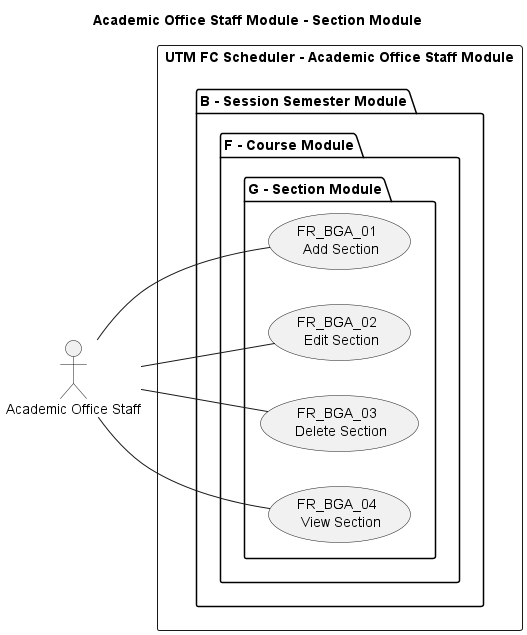 Academic Office Staff Module - Section Module
UTM FC Scheduler - Academic Office Staff Module
B - Session Semester Module
F - Course Module
G - Section Module
FR_BGA_01
Add Section
FR_BGA_02
Edit Section
Academic Office Staff
FR_BGA_03
Delete Section
FR_BGA_04
View Section